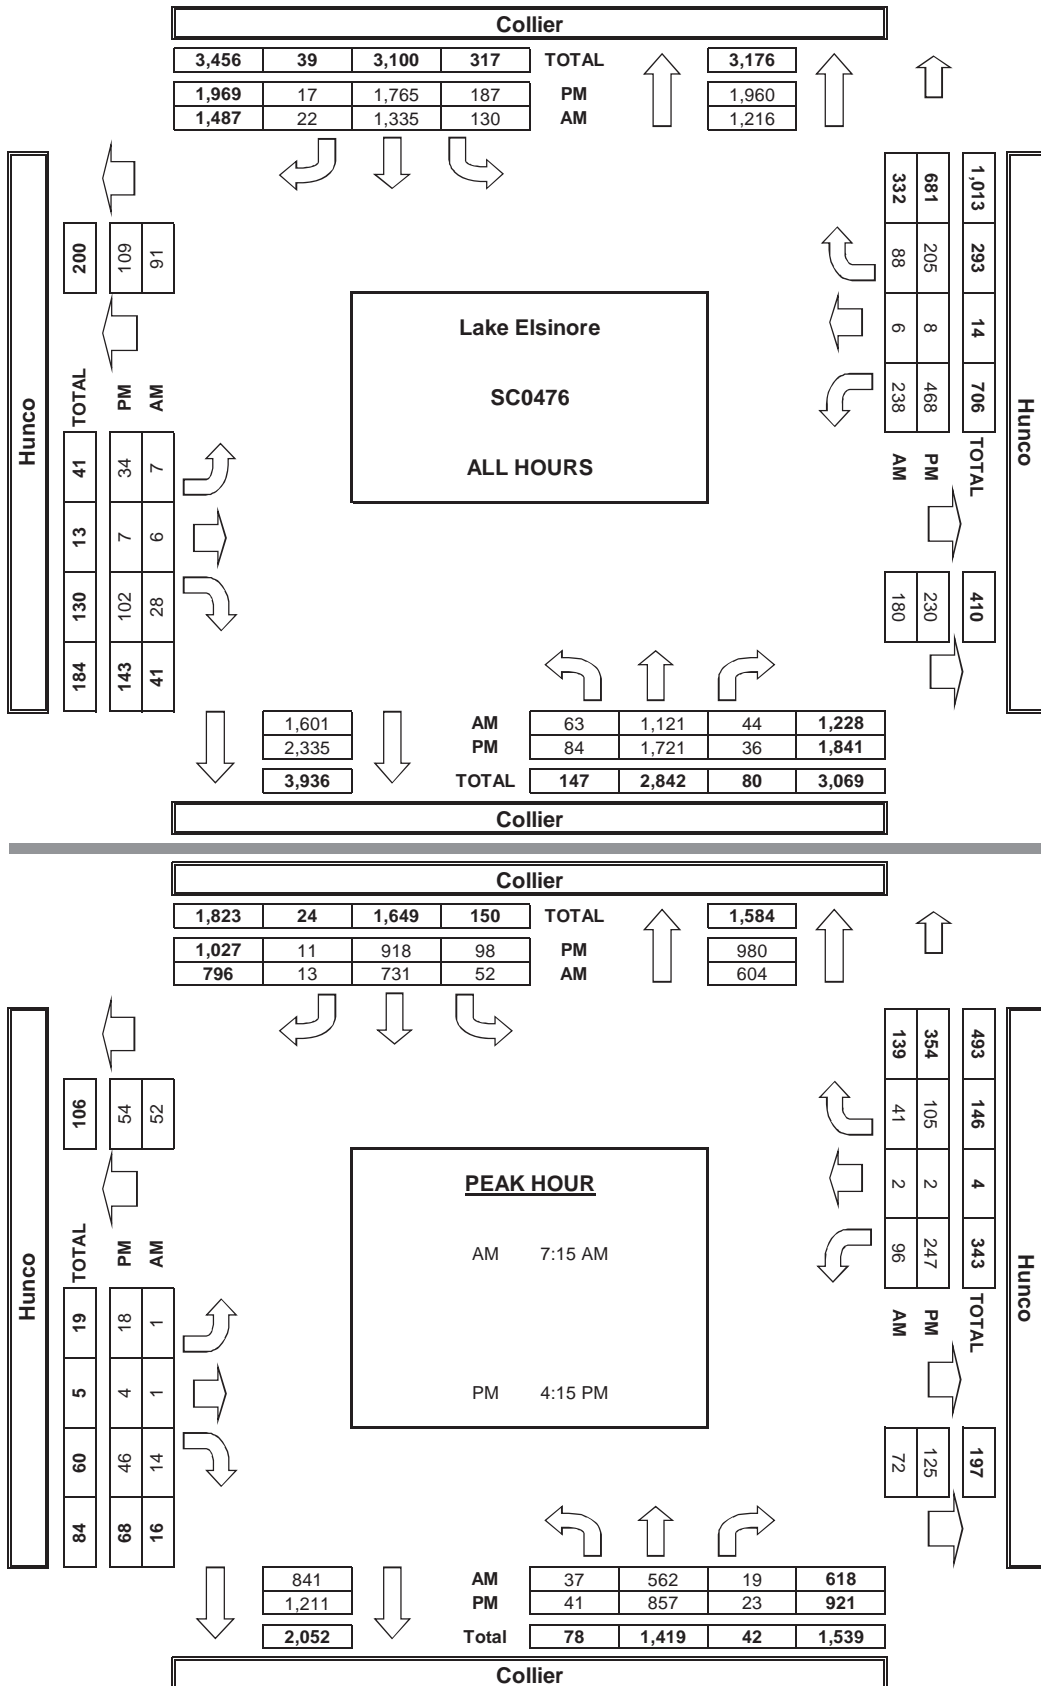 Collier
3,456 39 3,100 317 TOTAL 3,176
1,969 17 1,765 187 PM 1,960
1,487 22 1,335 130 AM 1,216
Hunco
200
109
91
TOTAL 41 13 130 184
PM 34 7 102 143
AM 7 6 28 41
Lake Elsinore
SC0476
ALL HOURS
1,013 293 14 706 TOTAL 410
681 205 8 468 PM 230
332 88 6 238 AM 180
Hunco
1,601 AM 63 1,121 44 1,228
2,335 PM 84 1,721 36 1,841
3,936 TOTAL 147 2,842 80 3,069
Collier
Collier
1,823 24 1,649 150 TOTAL 1,584
1,027 11 918 98 PM 980
796 13 731 52 AM 604
Hunco
106
54
52
TOTAL 19 5 60 84
PM 18 4 46 68
AM 1 1 14 16
PEAK HOUR
AM 7:15 AM
PM 4:15 PM
493 146 4 343 TOTAL 197
354 105 2 247 PM 125
139 41 2 96 AM 72
Hunco
841 AM 37 562 19 618
1,211 PM 41 857 23 921
2,052 Total 78 1,419 42 1,539
Collier